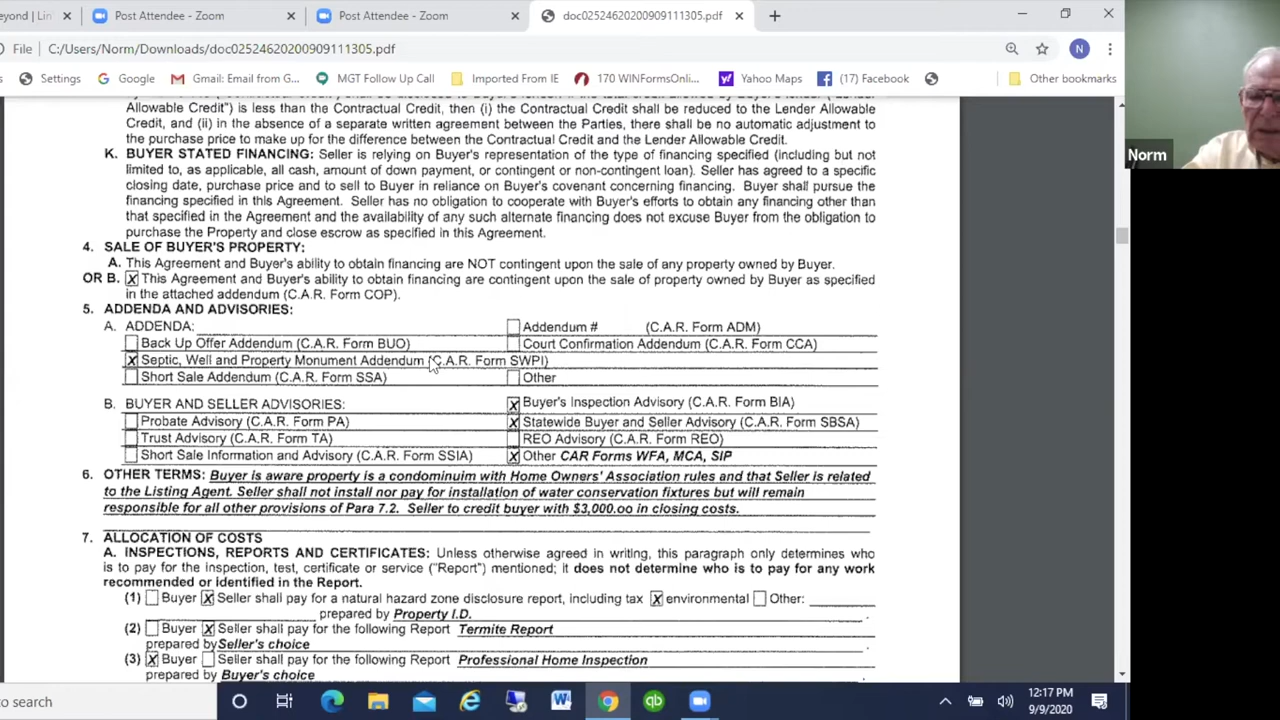 eyond | Lin
Post Attendee - Zoom
Post Attendee - Zoom
doc02524620200909111305.pdf
File
C:/Users/Norm/Downloads/doc02524620200909111305.pdf
N
Settings
Google
Gmail: Email from G...
MGT Follow Up Call
Imported From IE
170 WINFormsOnli...
Yahoo Maps
(17) Facebook
Other bookmarks
Allowable Credit") is less than the Contractual Credit, then (i) the Contractual Credit shall be reduced to the Lender Allowable
Credit, and (ii) in the absence of a separate written agreement between the Parties, there shall be no automatic adjustment to
the purchase price to make up for the difference between the Contractual Credit and the Lender Allowable Credit.
K. BUYER STATED FINANCING: Seller is relying on Buyer's representation of the type of financing specified (including but not
limited to, as applicable, all cash, amount of down payment, or contingent or non-contingent loan). Seller has agreed to a specific
closing date, purchase price and to sell to Buyer in reliance on Buyer's covenant concerning financing. Buyer shall pursue the
financing specified in this Agreement. Seller has no obligation to cooperate with Buyer's efforts to obtain any financing other than
that specified in the Agreement and the availability of any such alternate financing does not excuse Buyer from the obligation to
purchase the Property and close escrow as specified in this Agreement.
4. SALE OF BUYER'S PROPERTY:
A. This Agreement and Buyer's ability to obtain financing are NOT contingent upon the sale of any property owned by Buyer.
OR B. X This Agreement and Buyer's ability to obtain financing are contingent upon the sale of property owned by Buyer as specified
in the attached addendum (C.A.R. Form COP).
5. ADDENDA AND ADVISORIES:
A. ADDENDA: Addendum # (C.A.R. Form ADM)
Back Up Offer Addendum (C.A.R. Form BUO) Court Confirmation Addendum (C.A.R. Form CCA)
X Septic, Well and Property Monument Addendum (C.A.R. Form SWPI)
Short Sale Addendum (C.A.R. Form SSA) Other
B. BUYER AND SELLER ADVISORIES: X Buyer's Inspection Advisory (C.A.R. Form BIA)
Probate Advisory (C.A.R. Form PA) X Statewide Buyer and Seller Advisory (C.A.R. Form SBSA)
Trust Advisory (C.A.R. Form TA) REO Advisory (C.A.R. Form REO)
Short Sale Information and Advisory (C.A.R. Form SSIA) X Other CAR Forms WFA, MCA, SIP
6. OTHER TERMS: Buyer is aware property is a condominuim with Home Owners' Association rules and that Seller is related
to the Listing Agent. Seller shall not install nor pay for installation of water conservation fixtures but will remain
responsible for all other provisions of Para 7.2. Seller to credit buyer with $3,000.oo in closing costs.
7. ALLOCATION OF COSTS
A. INSPECTIONS, REPORTS AND CERTIFICATES: Unless otherwise agreed in writing, this paragraph only determines who
is to pay for the inspection, test, certificate or service ("Report") mentioned; it does not determine who is to pay for any work
recommended or identified in the Report.
(1) Buyer X Seller shall pay for a natural hazard zone disclosure report, including tax X environmental Other:
prepared by Property I.D.
(2) Buyer X Seller shall pay for the following Report Termite Report
prepared by Seller's choice
(3) X Buyer Seller shall pay for the following Report Professional Home Inspection
prepared by Buyer's choice
Norm
to search
12:17 PM
9/9/2020